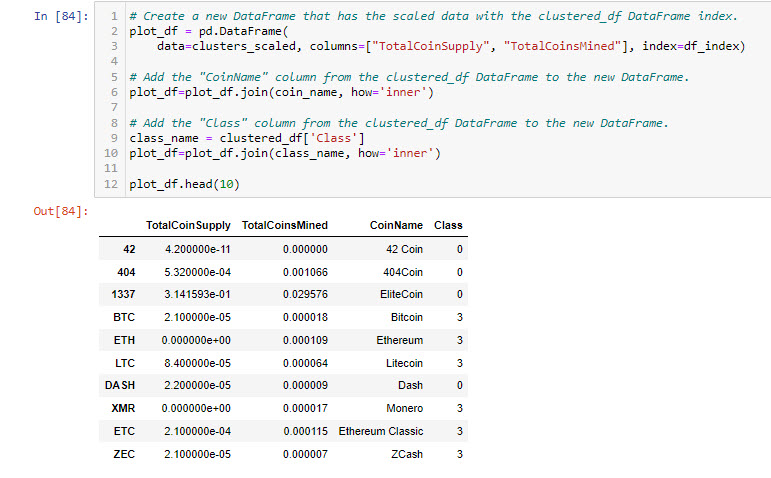 In [84]:
1 # Create a new DataFrame that has the scaled data with the clustered_df DataFrame index.
2 plot_df = pd.DataFrame(
3     data=clusters_scaled, columns=["TotalCoinSupply", "TotalCoinsMined"], index=df_index)
4
5 # Add the "CoinName" column from the clustered_df DataFrame to the new DataFrame.
6 plot_df=plot_df.join(coin_name, how='inner')
7
8 # Add the "Class" column from the clustered_df DataFrame to the new DataFrame.
9 class_name = clustered_df['Class']
10 plot_df=plot_df.join(class_name, how='inner')
11
12 plot_df.head(10)
Out[84]:
TotalCoinSupply TotalCoinsMined CoinName Class
42 4.200000e-11 0.000000 42 Coin 0
404 5.320000e-04 0.001066 404Coin 0
1337 3.141593e-01 0.029576 EliteCoin 0
BTC 2.100000e-05 0.000018 Bitcoin 3
ETH 0.000000e+00 0.000109 Ethereum 3
LTC 8.400000e-05 0.000064 Litecoin 3
DASH 2.200000e-05 0.000009 Dash 0
XMR 0.000000e+00 0.000017 Monero 3
ETC 2.100000e-04 0.000115 Ethereum Classic 3
ZEC 2.100000e-05 0.000007 ZCash 3